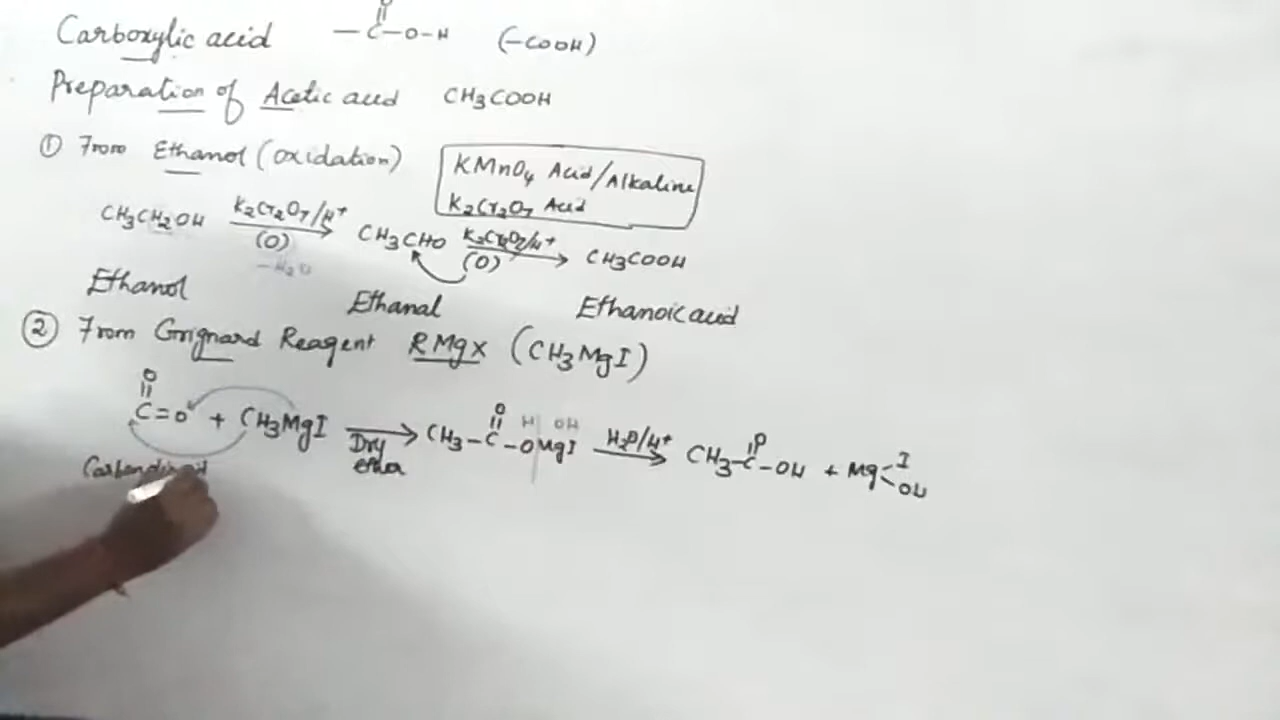 Carboxylic acid -C-O-H (-COOH)
O
||
Preparation of Acetic acid CH3COOH
① From Ethanol (oxidation)
KMnO4 Acid/Alkaline
K2Cr2O7 Acid
CH3CH2OH K2Cr2O7/H+ (O) -H2O CH3CHO K2Cr2O7/H+ (O) CH3COOH
Ethanol Ethanal Ethanoic acid
② From Grignard Reagent RMgX (CH3MgI)
O
||
C=O + CH3MgI Dry ether CH3-C-OMgI H2O/H+ CH3-C-OH + Mg I OH
O
||
H OH
O
||